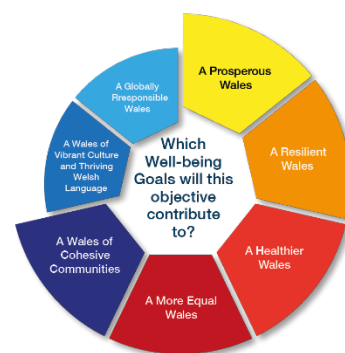 A Prosperous
Wales
A Resilient
Wales
A Healthier
Wales
A More Equal
Wales
A Wales of
Cohesive
Communities
A Wales of
Vibrant Culture
and Thriving
Welsh
Language
A Globally
Rresponsible
Wales
Which
Well-being
Goals will this
objective
contribute
to?